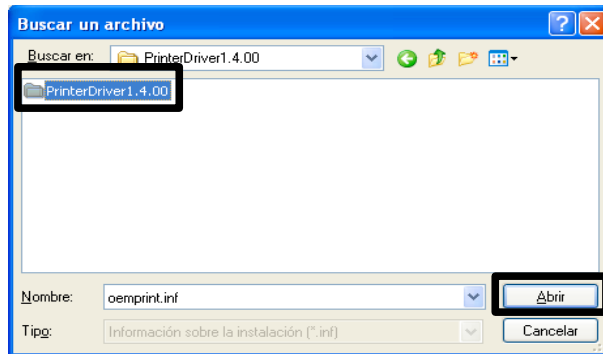 Buscar un archivo
Buscar en: PrinterDriver1.4.00
PrinterDriver1.4.00
Nombre: oemprint.inf Abrir
Tipo: Información sobre la instalación (*.inf) Cancelar